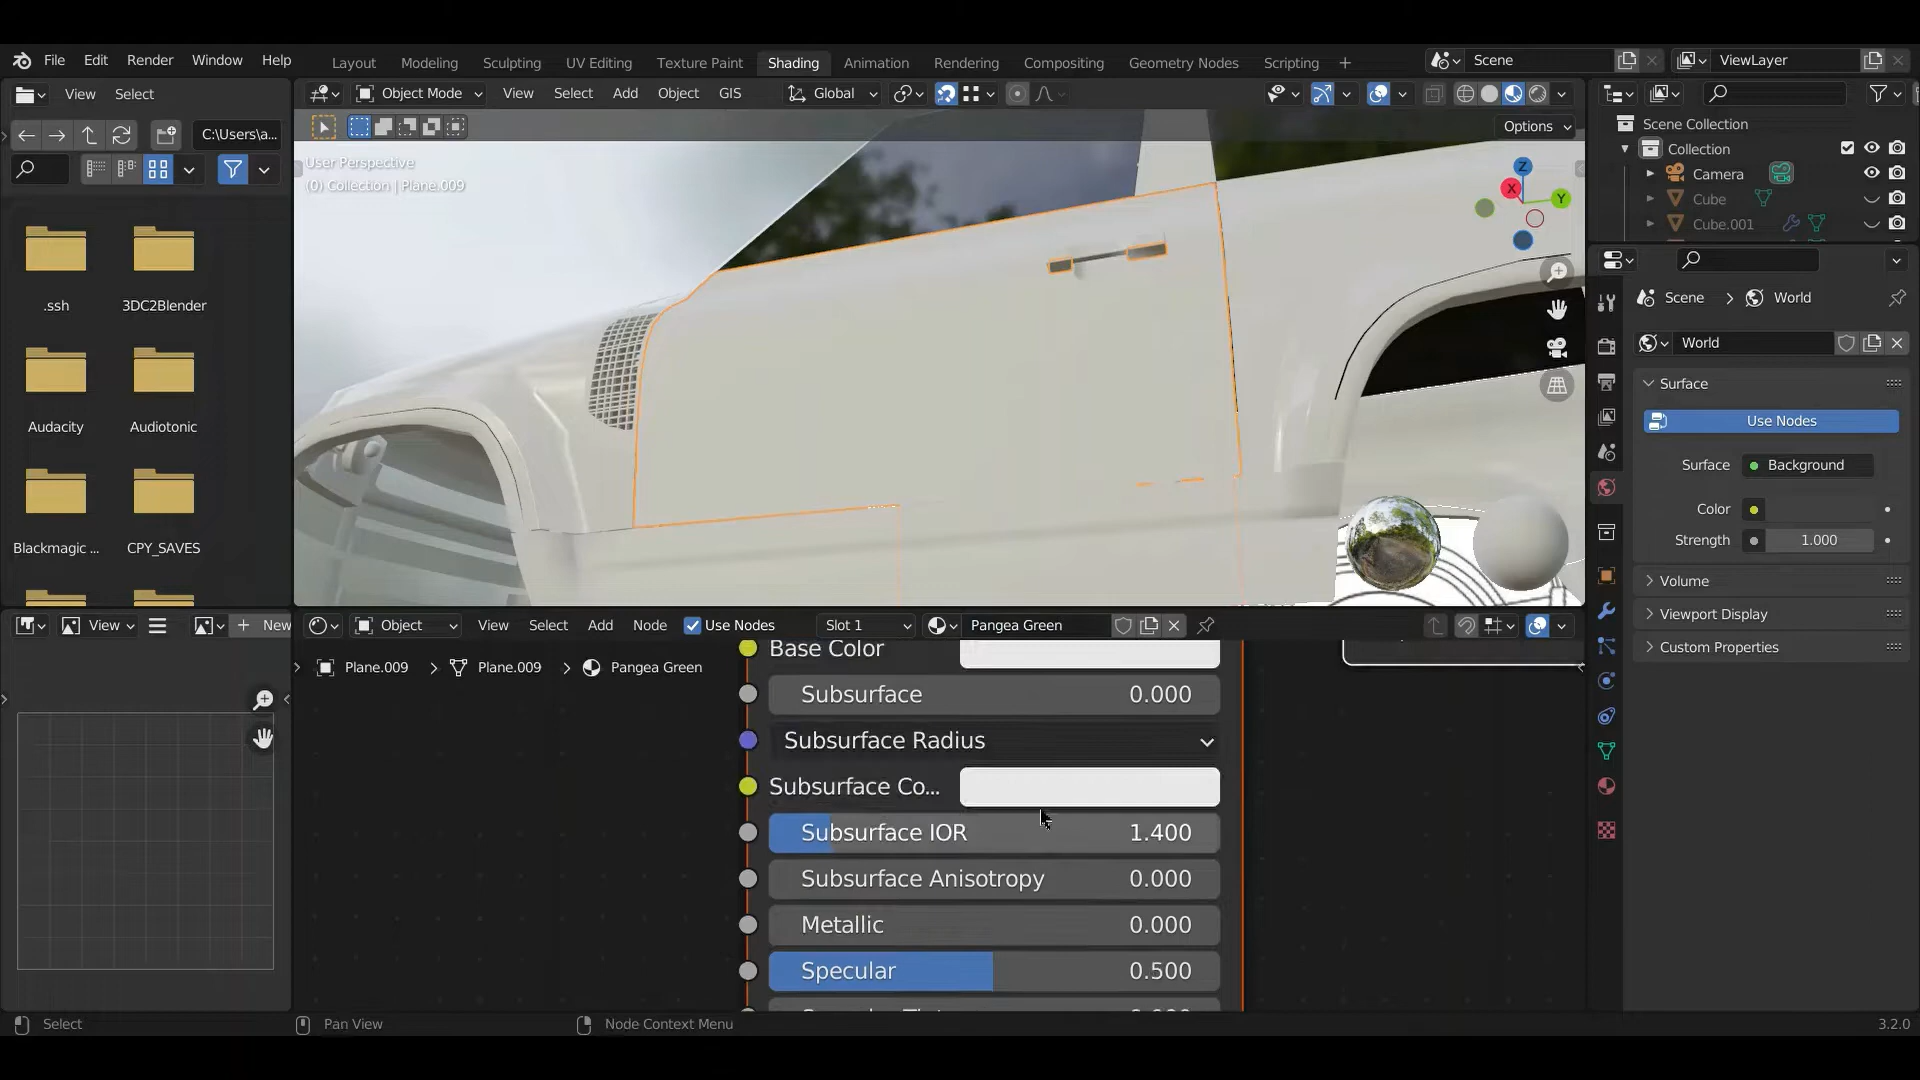 File Edit Render Window Help
Layout Modeling Sculpting UV Editing Texture Paint Shading Animation Rendering Compositing Geometry Nodes Scripting +
Scene
ViewLayer
View Select
Object Mode View Select Add Object GIS Global
C:\Users\a...
Options
User Perspective
(0) Collection | Plane.009
Z
X
Y
Scene Collection
Collection
Camera
Cube
Cube.001
Scene > World
World
Surface
Use Nodes
Surface Background
Color
Strength 1.000
Volume
Viewport Display
Custom Properties
.ssh 3DC2Blender
Audacity Audiotonic
Blackmagic ... CPY_SAVES
View + New
Object View Select Add Node Use Nodes Slot 1 Pangea Green
Plane.009 > Plane.009 > Pangea Green
Base Color
Subsurface 0.000
Subsurface Radius
Subsurface Co...
Subsurface IOR 1.400
Subsurface Anisotropy 0.000
Metallic 0.000
Specular 0.500
Select Pan View Node Context Menu 3.2.0